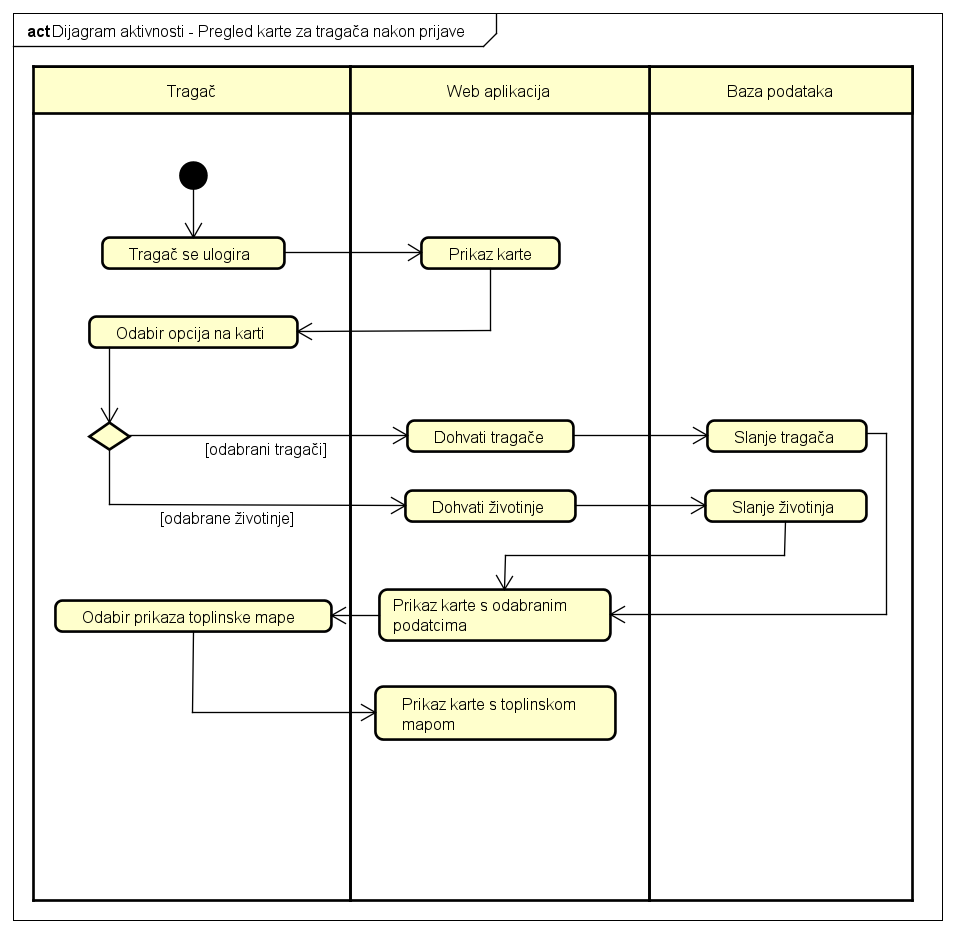 act Dijagram aktivnosti - Pregled karte za tragača nakon prijave
Tragač
Web aplikacija
Baza podataka
Tragač se ulogira
Prikaz karte
Odabir opcija na karti
Dohvati tragače
Slanje tragača
[odabrani tragači]
Dohvati životinje
Slanje životinja
[odabrane životinje]
Prikaz karte s odabranim
podatcima
Odabir prikaza toplinske mape
Prikaz karte s toplinskom
mapom